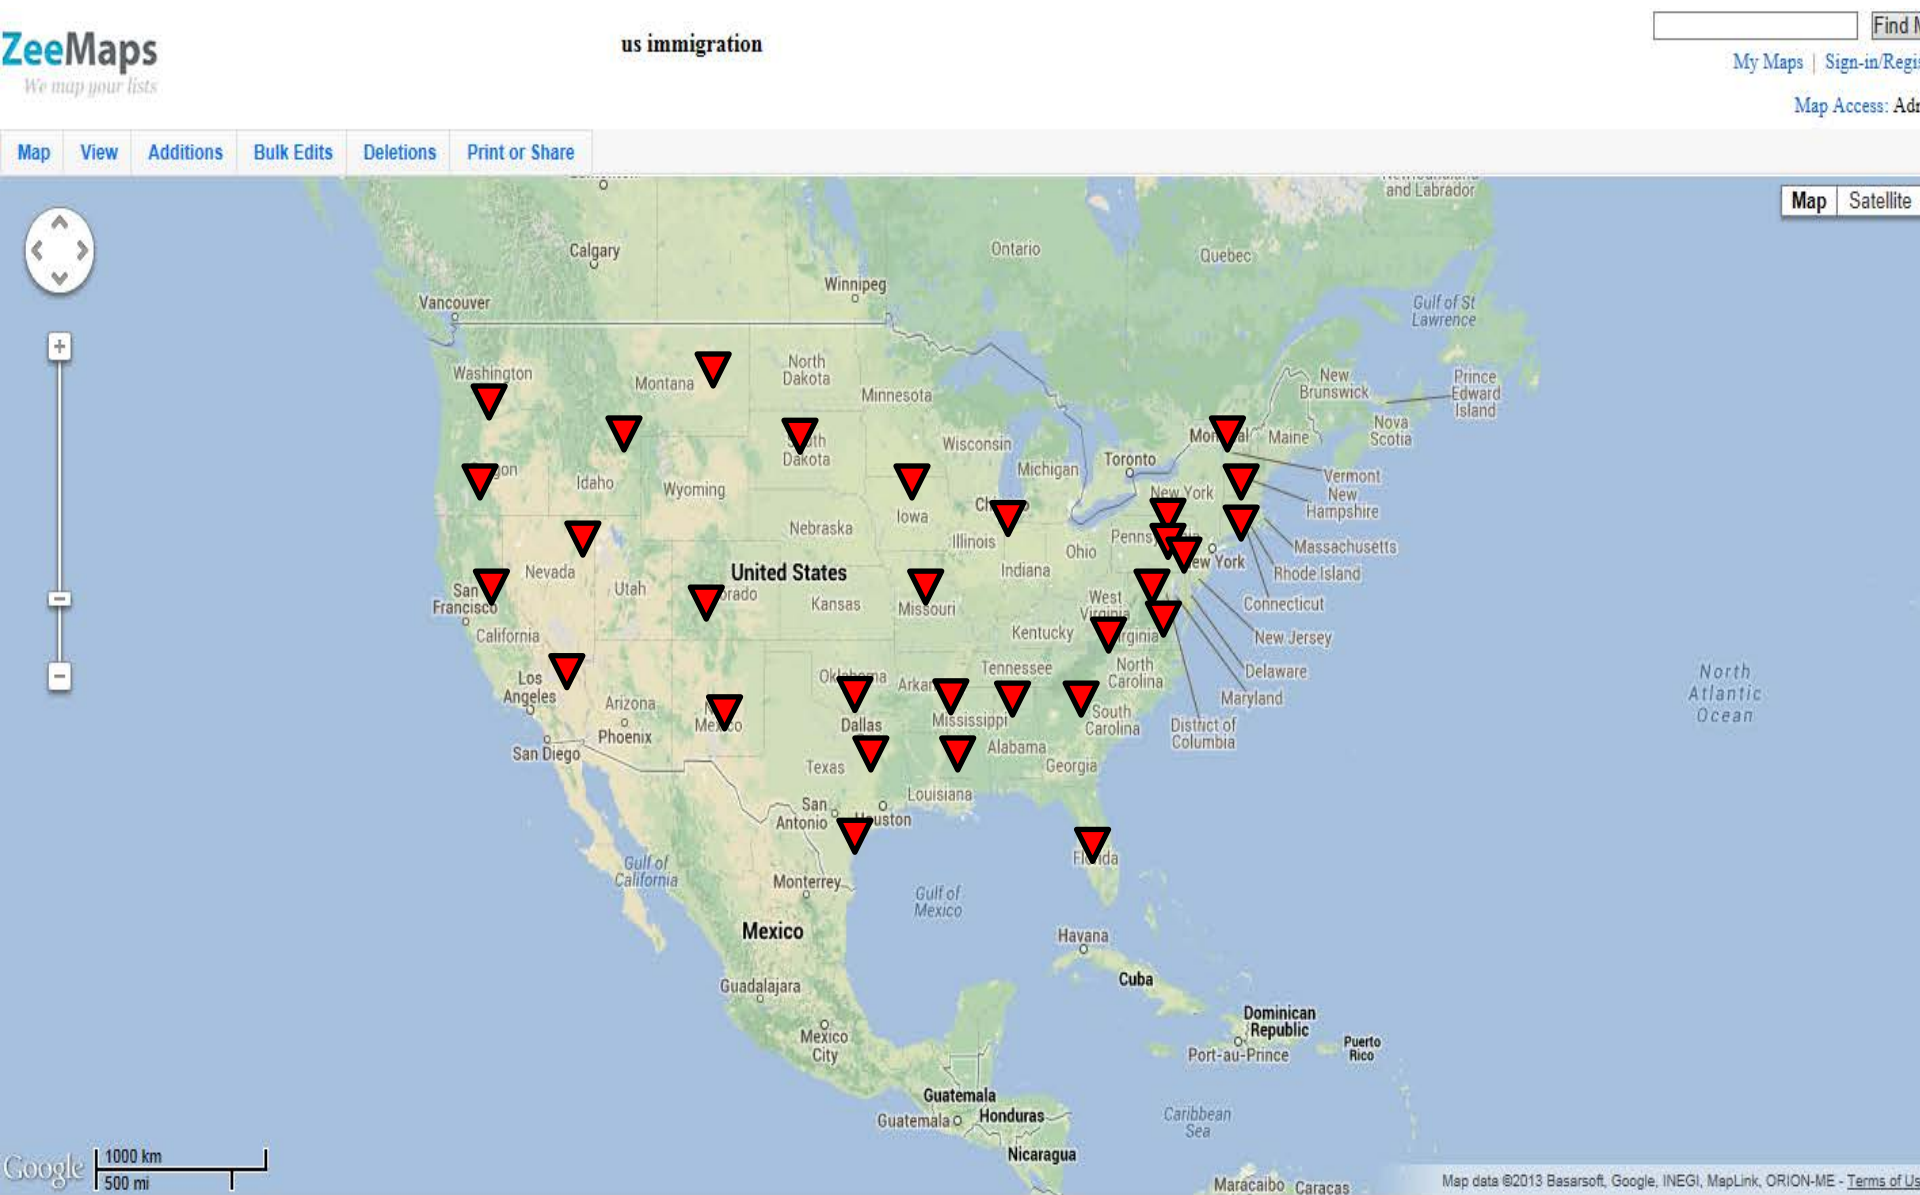 ZeeMaps
We map your lists
us immigration
Find
My Maps | Sign-in/Regis
Map Access: Adr
Map
View
Additions
Bulk Edits
Deletions
Print or Share
Map
Satellite
and Labrador
Calgary
Ontario
Quebec
Winnipeg
Vancouver
Gulf of St
Lawrence
Washington
Montana
North
Dakota
Minnesota
New
Brunswick
Prince
Edward
Island
Nova
Scotia
Wisconsin
Maine
Dakota
Michigan
Toronto
Idaho
Wyoming
New York
Vermont
New
Hampshire
Iowa
Nebraska
Illinois
Ohio
Massachusetts
Rhode Island
Connecticut
New Jersey
Delaware
Maryland
District of
Columbia
Nevada
Utah
United States
Indiana
San
Francisco
Kansas
Missouri
West
Virginia
California
Kentucky
Tennessee
North
Carolina
Los
Angeles
Arizona
Phoenix
San Diego
Dallas
Mississippi
South
Carolina
Texas
Alabama
Georgia
San
Antonio
Louisiana
North
Atlantic
Ocean
Gulf of
California
Monterrey
Gulf of
Mexico
Mexico
Havana
Cuba
Guadalajara
Dominican
Republic
Port-au-Prince
Puerto
Rico
Mexico
City
Guatemala
Guatemala
Honduras
Nicaragua
Caribbean
Sea
Maracaibo
Caracas
Google
1000 km
500 mi
Map data ©2013 Basarsoft, Google, INEGI, MapLink, ORION-ME - Terms of Us